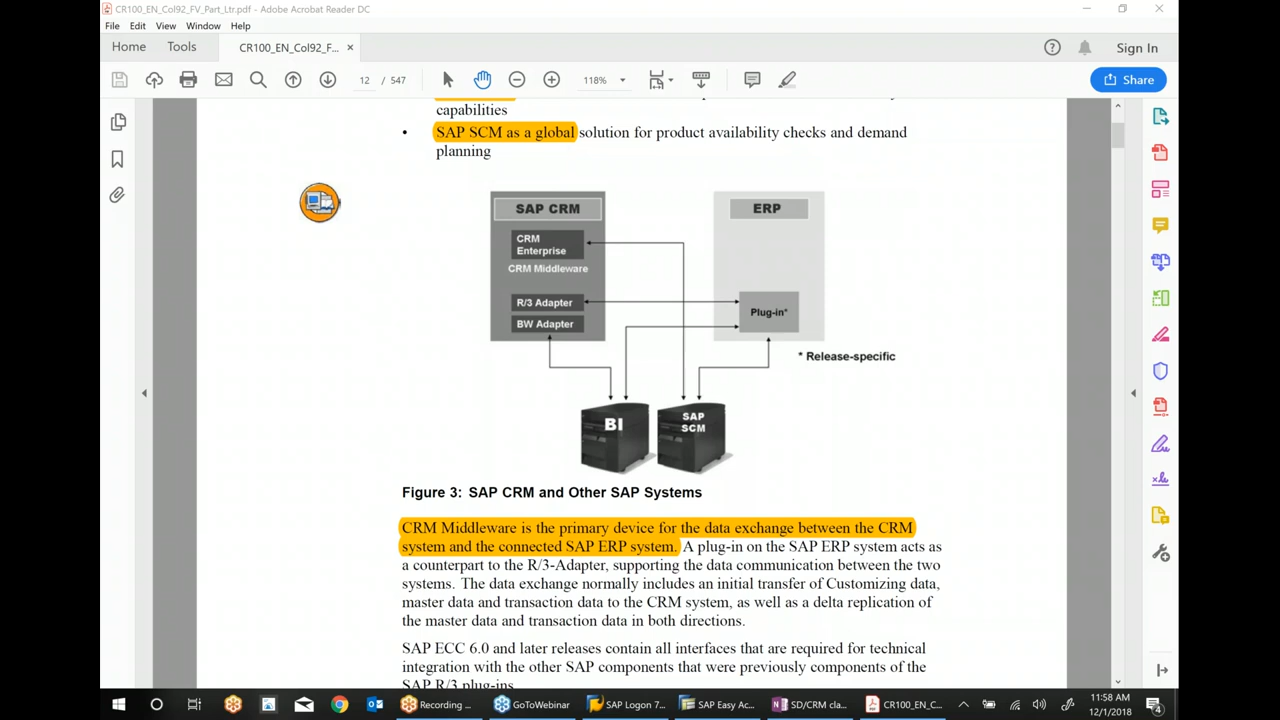 CR100_EN_Col92_FV_Part_Ltr.pdf - Adobe Acrobat Reader DC
File Edit View Window Help
Home Tools CR100_EN_Col92_F... × Sign In
12 / 547 118% Share
capabilities
• SAP SCM as a global solution for product availability checks and demand
planning
SAP CRM ERP
CRM
Enterprise
CRM Middleware
R/3 Adapter
Plug-in*
BW Adapter
* Release-specific
BI
SAP
SCM
Figure 3: SAP CRM and Other SAP Systems
CRM Middleware is the primary device for the data exchange between the CRM
system and the connected SAP ERP system. A plug-in on the SAP ERP system acts as
a counterpart to the R/3-Adapter, supporting the data communication between the two
systems. The data exchange normally includes an initial transfer of Customizing data,
master data and transaction data to the CRM system, as well as a delta replication of
the master data and transaction data in both directions.
SAP ECC 6.0 and later releases contain all interfaces that are required for technical
integration with the other SAP components that were previously components of the
SAP R/3 plug-ins
Recording ... GoToWebinar SAP Logon 7... SAP Easy Ac... SD/CRM cla... CR100_EN_C... 11:58 AM
12/1/2018 4